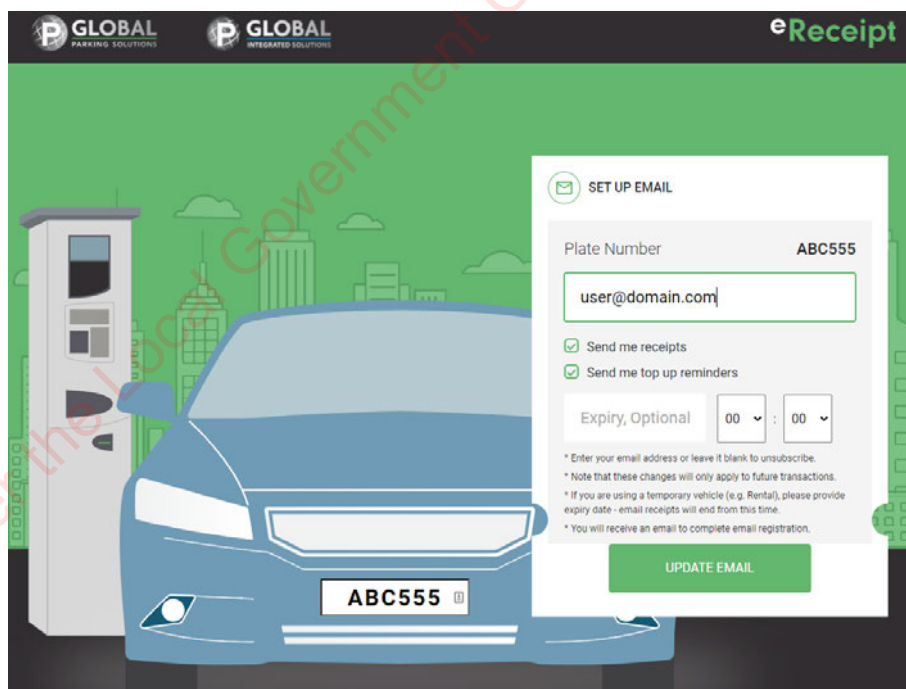 GLOBAL
PARKING SOLUTIONS
GLOBAL
INTEGRATED SOLUTIONS
eReceipt
SET UP EMAIL
Plate Number ABC555
user@domain.com
Send me receipts
Send me top up reminders
Expiry, Optional 00 : 00
* Enter your email address or leave it blank to unsubscribe.
* Note that these changes will only apply to future transactions.
* If you are using a temporary vehicle (e.g. Rental), please provide
expiry date - email receipts will end from this time.
* You will receive an email to complete email registration.
UPDATE EMAIL
ABC555
the Local Government